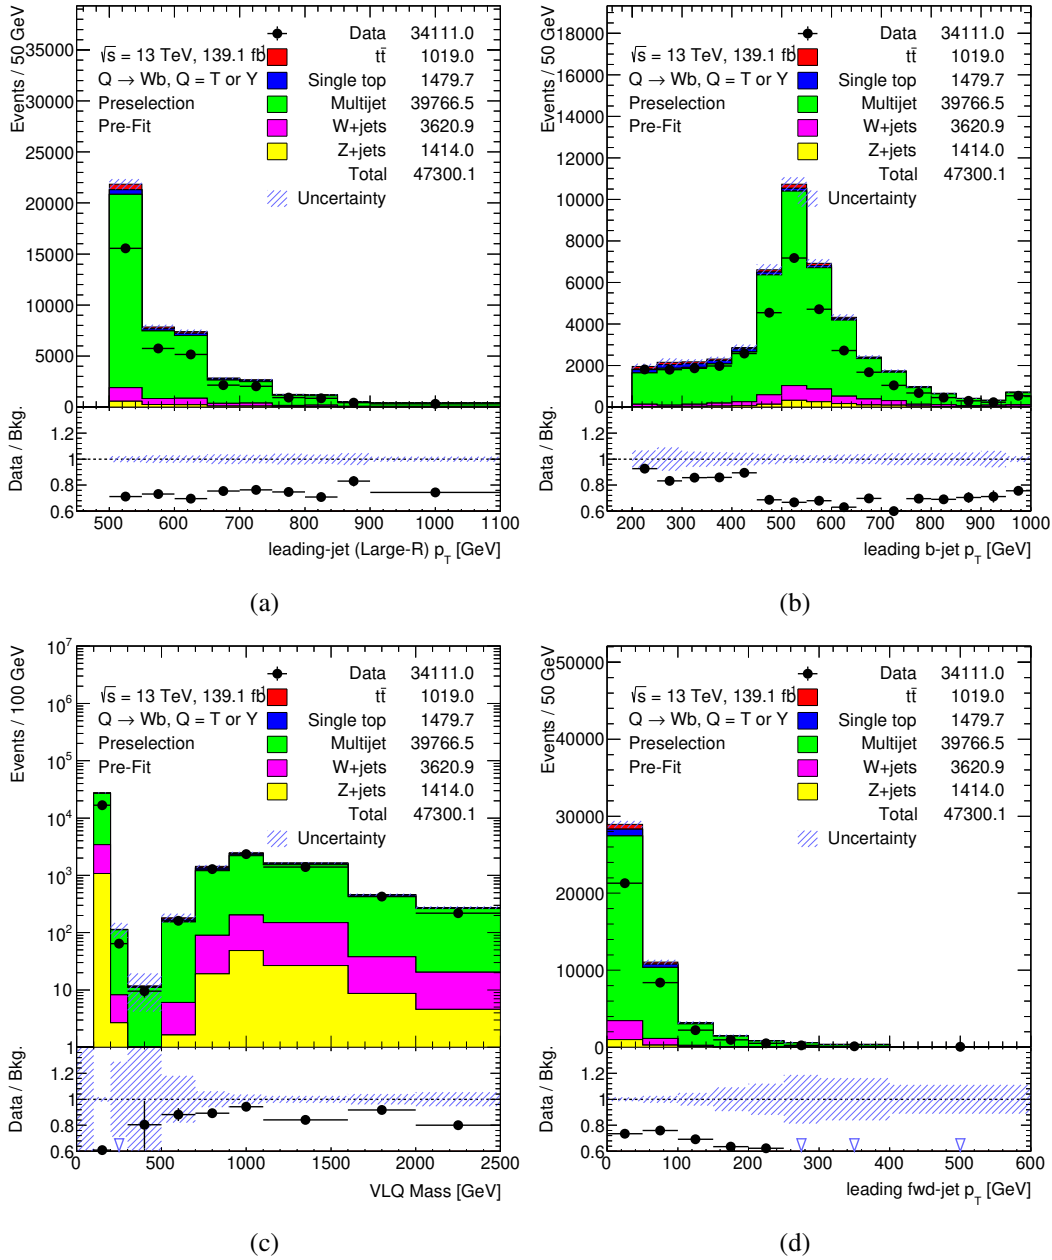 Events / 50 GeV
35000
30000
25000
20000
15000
10000
5000
0
√s = 13 TeV, 139.1 fb⁻¹
Q → Wb, Q = T or Y
Preselection
Pre-Fit
Data 34111.0
tt̄ 1019.0
Single top 1479.7
Multijet 39766.5
W+jets 3620.9
Z+jets 1414.0
Total 47300.1
Uncertainty
Data / Bkg.
1.2
1
0.8
0.6
500 600 700 800 900 1000 1100
leading-jet (Large-R) p_T [GeV]
(a)
Events / 50 GeV
18000
16000
14000
12000
10000
8000
6000
4000
2000
0
√s = 13 TeV, 139.1 fb⁻¹
Q → Wb, Q = T or Y
Preselection
Pre-Fit
Data 34111.0
tt̄ 1019.0
Single top 1479.7
Multijet 39766.5
W+jets 3620.9
Z+jets 1414.0
Total 47300.1
Uncertainty
Data / Bkg.
1.2
1
0.8
0.6
200 300 400 500 600 700 800 900 1000
leading b-jet p_T [GeV]
(b)
Events / 100 GeV
10⁷
10⁶
10⁵
10⁴
10³
10²
10
1
√s = 13 TeV, 139.1 fb⁻¹
Q → Wb, Q = T or Y
Preselection
Pre-Fit
Data 34111.0
tt̄ 1019.0
Single top 1479.7
Multijet 39766.5
W+jets 3620.9
Z+jets 1414.0
Total 47300.1
Uncertainty
Data / Bkg.
1.2
1
0.8
0.6
0 500 1000 1500 2000 2500
VLQ Mass [GeV]
(c)
Events / 50 GeV
50000
40000
30000
20000
10000
0
√s = 13 TeV, 139.1 fb⁻¹
Q → Wb, Q = T or Y
Preselection
Pre-Fit
Data 34111.0
tt̄ 1019.0
Single top 1479.7
Multijet 39766.5
W+jets 3620.9
Z+jets 1414.0
Total 47300.1
Uncertainty
Data / Bkg.
1.2
1
0.8
0.6
0 100 200 300 400 500 600
leading fwd-jet p_T [GeV]
(d)